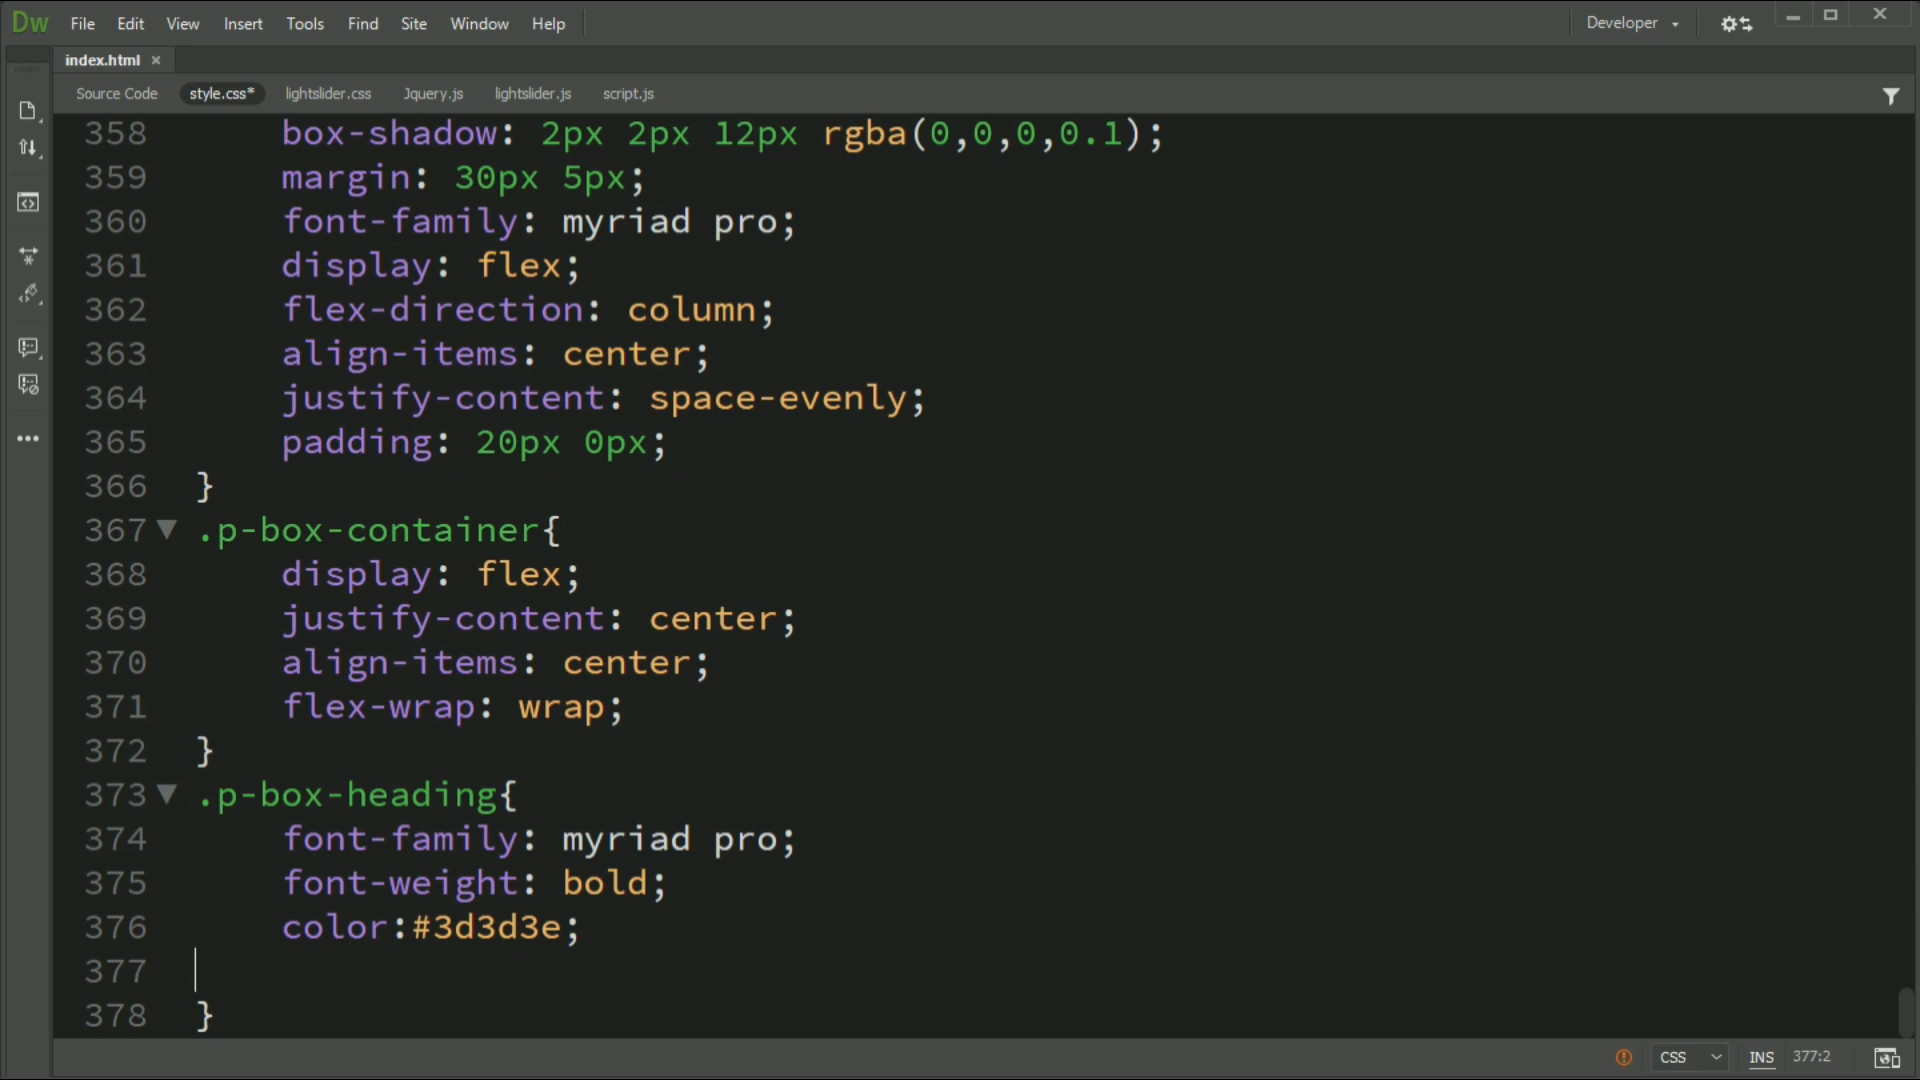 Dw File Edit View Insert Tools Find Site Window Help Developer
index.html ×
Source Code style.css* lightslider.css Jquery.js lightslider.js script.js
358 box-shadow: 2px 2px 12px rgba(0,0,0,0.1);
359 margin: 30px 5px;
360 font-family: myriad pro;
361 display: flex;
362 flex-direction: column;
363 align-items: center;
364 justify-content: space-evenly;
365 padding: 20px 0px;
366 }
367 .p-box-container{
368 display: flex;
369 justify-content: center;
370 align-items: center;
371 flex-wrap: wrap;
372 }
373 .p-box-heading{
374 font-family: myriad pro;
375 font-weight: bold;
376 color:#3d3d3e;
377
378 }
CSS INS 377:2